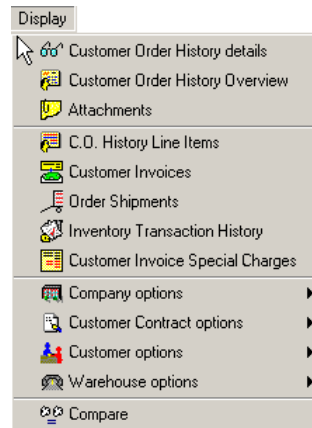 Display
Customer Order History details
Customer Order History Overview
Attachments
C.O. History Line Items
Customer Invoices
Order Shipments
Inventory Transaction History
Customer Invoice Special Charges
Company options
Customer Contract options
Customer options
Warehouse options
Compare